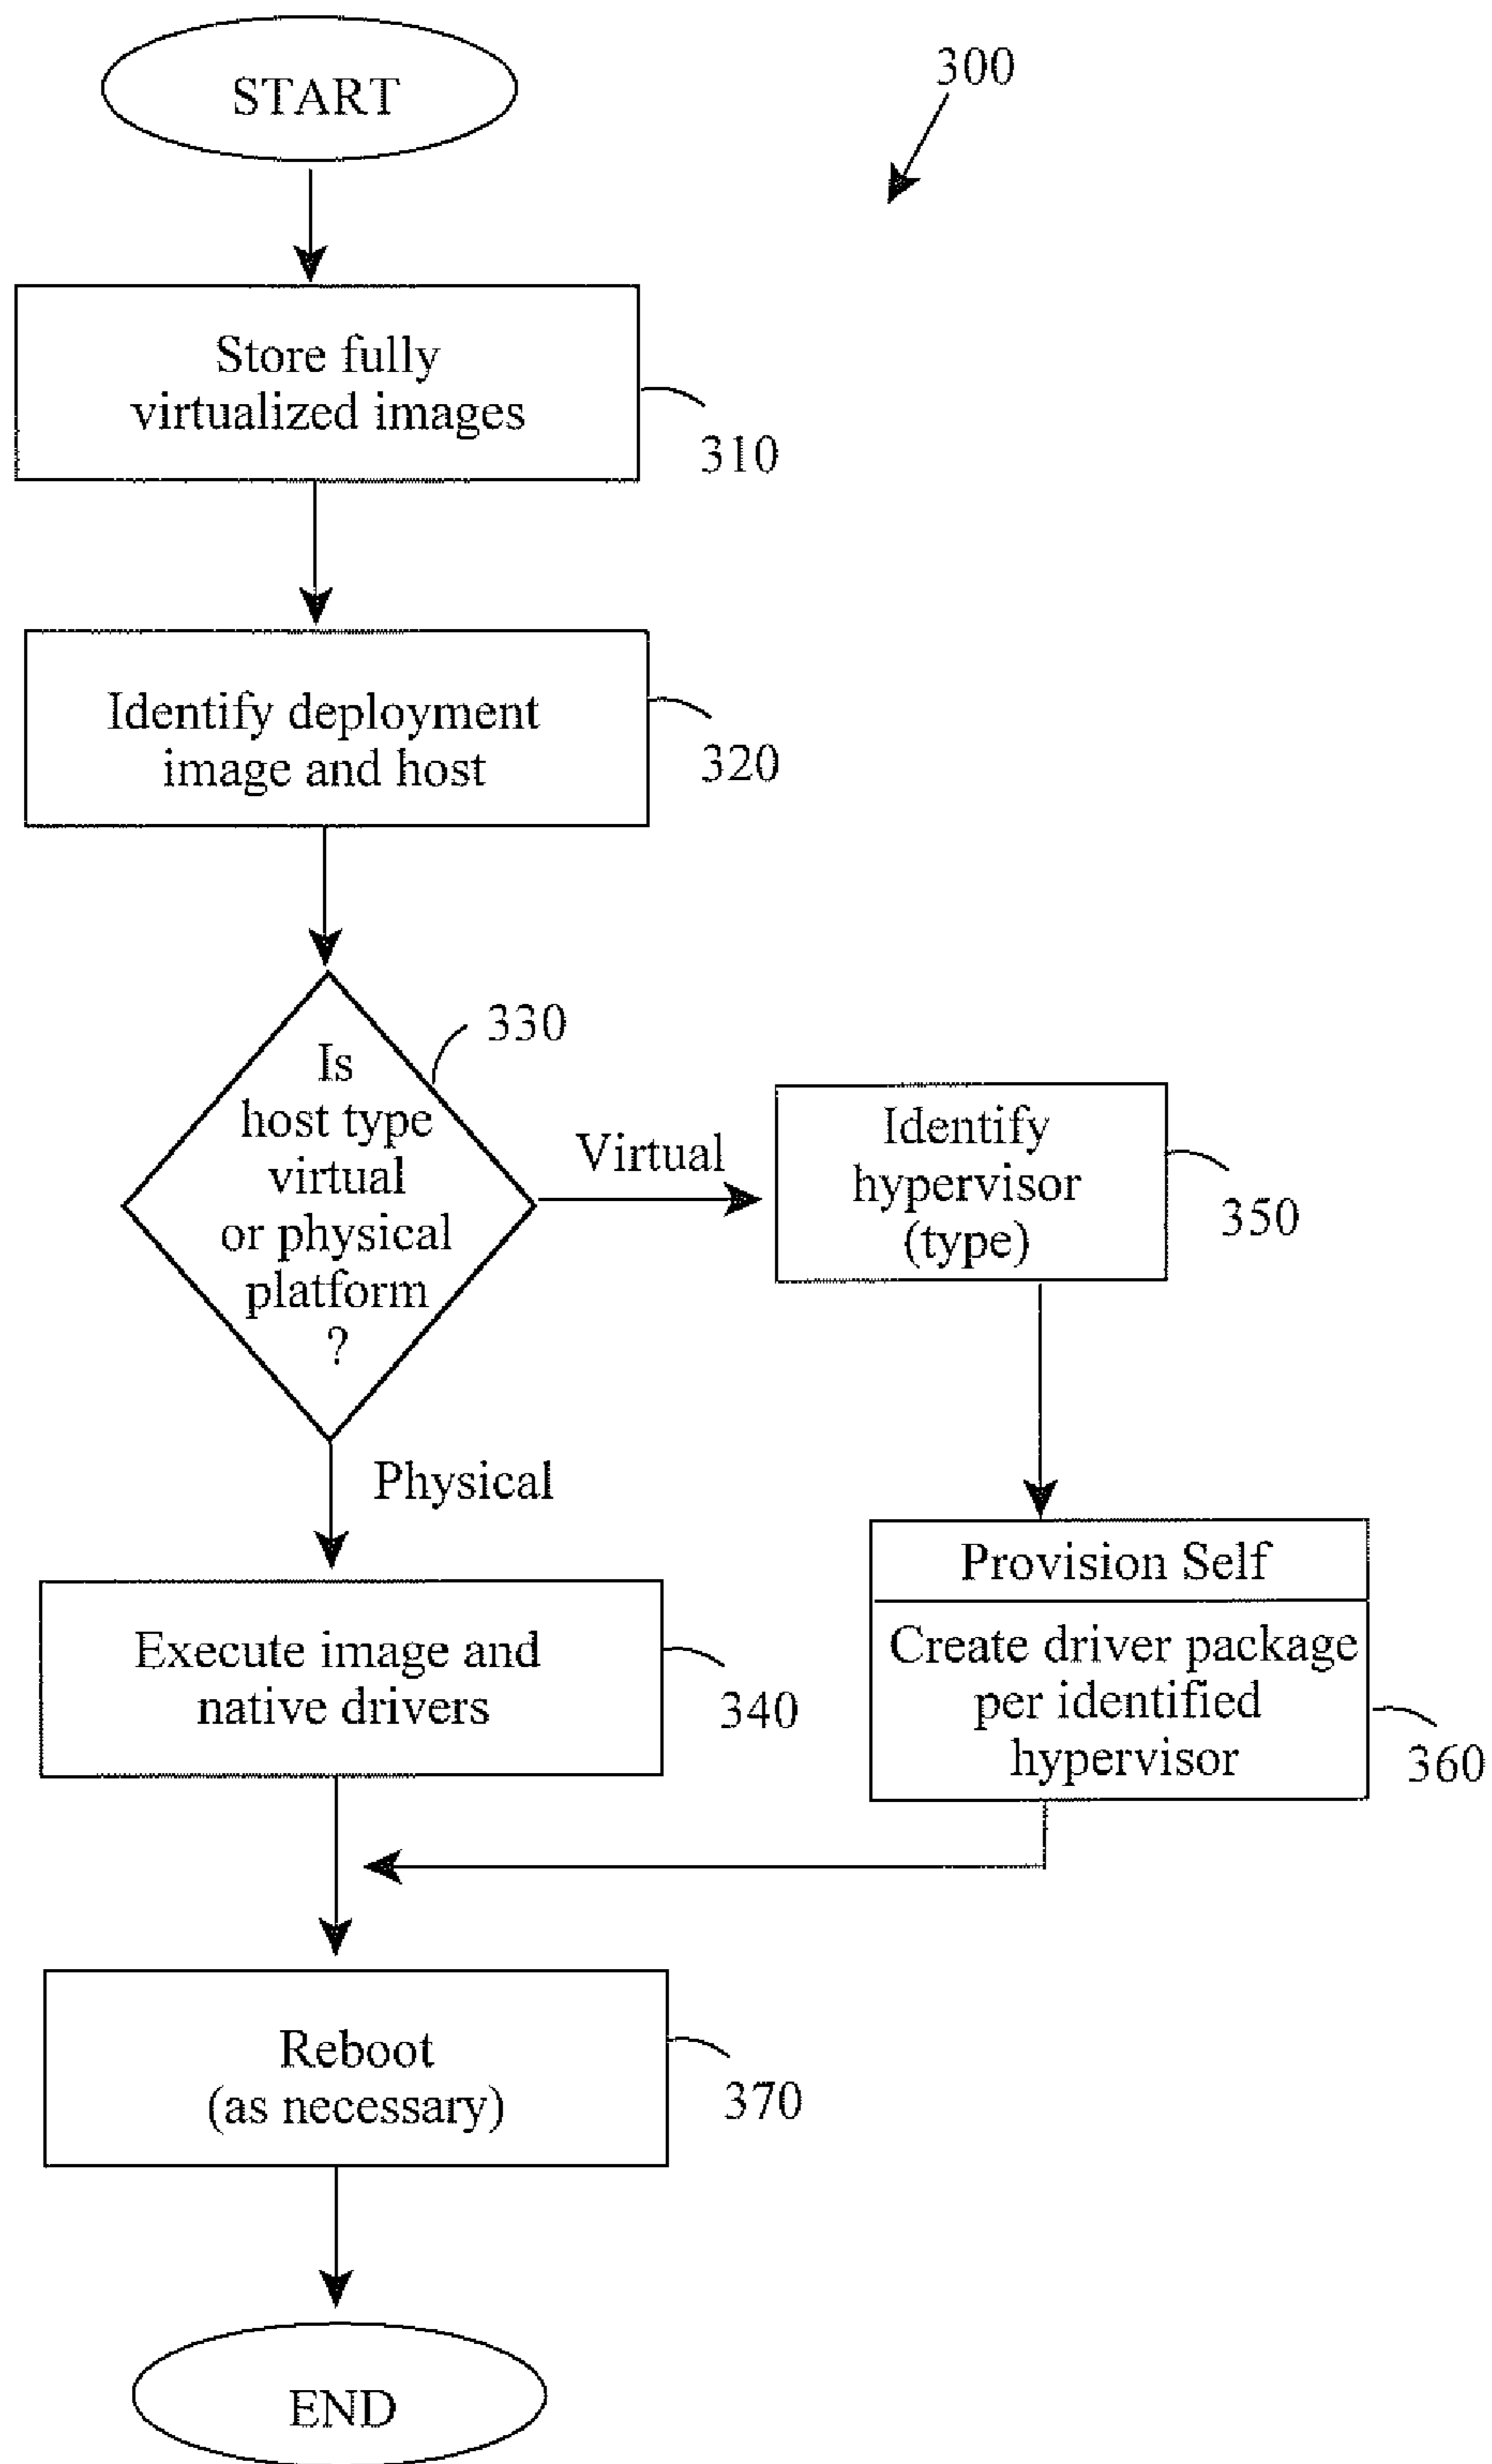 START
300
Store fully
virtualized images
310
Identify deployment
image and host
320
330
Is
host type
virtual
or physical
platform
?
Virtual
Identify
hypervisor
(type)
350
Physical
Provision Self
Create driver package
per identified
hypervisor
360
Execute image and
native drivers
340
Reboot
(as necessary)
370
END